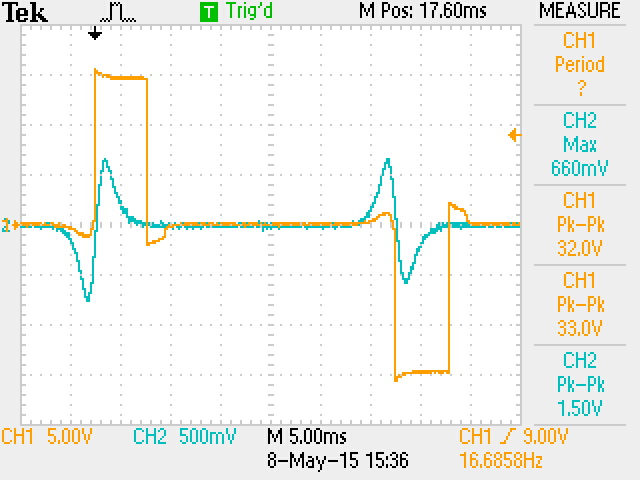 Tek T Trig'd M Pos: 17.60ms MEASURE
CH1
Period
?
CH2
Max
660mV
CH1
Pk-Pk
32.0V
CH1
Pk-Pk
33.0V
CH2
Pk-Pk
1.50V
1
2
CH1 5.00V CH2 500mV M 5.00ms CH1 9.00V
8-May-15 15:36 16.6858Hz